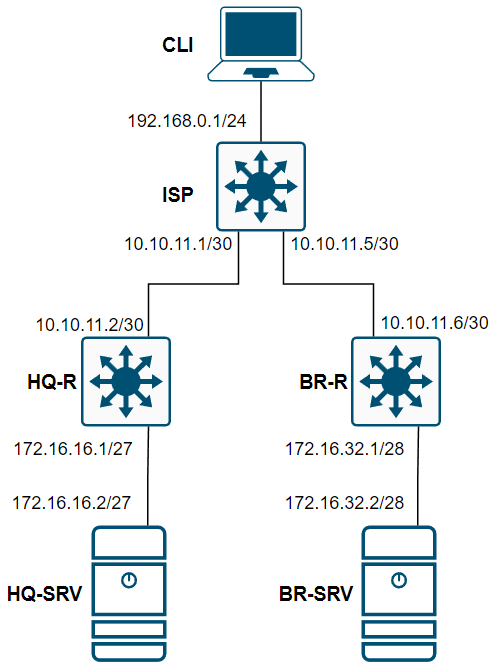 CLI
192.168.0.1/24
ISP
10.10.11.1/30
10.10.11.5/30
10.10.11.2/30
10.10.11.6/30
HQ-R
BR-R
172.16.16.1/27
172.16.32.1/28
172.16.16.2/27
172.16.32.2/28
HQ-SRV
BR-SRV